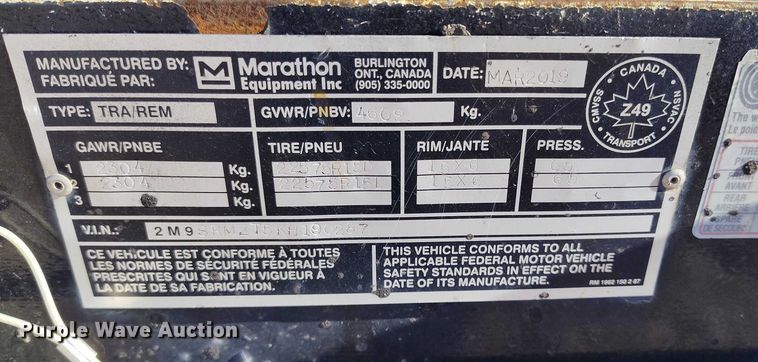 MANUFACTURED BY:
FABRIQUÉ PAR:
Marathon
Equipment Inc
BURLINGTON
ONT., CANADA
(905) 335-0000
DATE: MAR2019
TYPE: TRA/REM
GVWR/PNBV: Kg.
GAWR/PNBE TIRE/PNEU RIM/JANTE PRESS.
1 2304 Kg.
2 2304 Kg.
3 Kg.
V.I.N.:
CE VEHICULE EST CONFORME À TOUTES
LES NORMES DE SÉCURITÉ FÉDÉRALES
PRESCRITES QUI SONT EN VIGUEUR À
LA DATE DE SA FABRICATION.
THIS VEHICLE CONFORMS TO ALL
APPLICABLE FEDERAL MOTOR VEHICLE
SAFETY STANDARDS IN EFFECT ON THE
DATE OF ITS MANUFACTURE.
CANADA
CMVSS
Z49
NSVAC
TRANSPORT
Purple Wave Auction